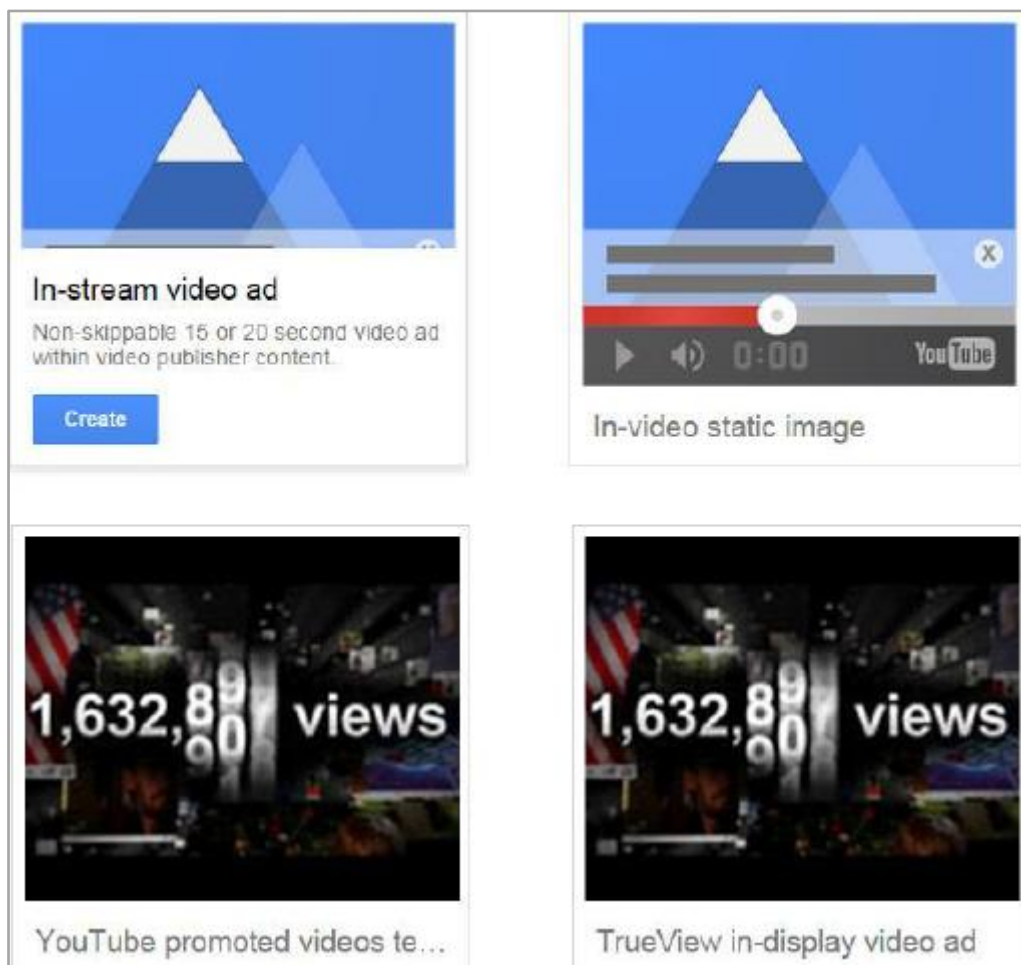 In-stream video ad
Non-skippable 15 or 20 second video ad
within video publisher content.
Create
X
0:00
YouTube
In-video static image
1,632, views
YouTube promoted videos te...
1,632, views
TrueView in-display video ad